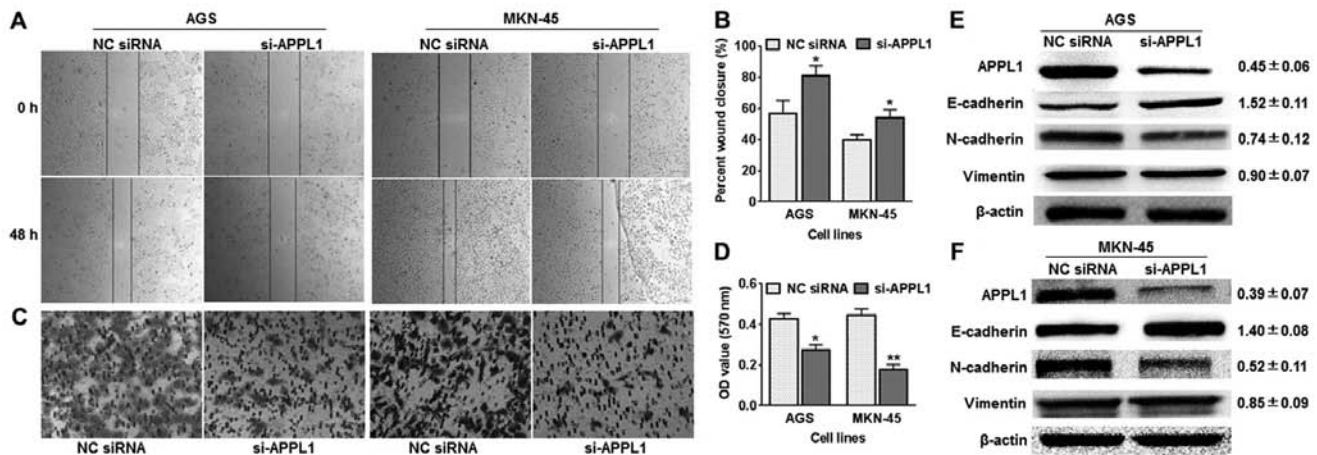 A
AGS
MKN-45
NC siRNA si-APPL1 NC siRNA si-APPL1
0 h
48 h
C
NC siRNA si-APPL1 NC siRNA si-APPL1
B
NC siRNA si-APPL1
Percent wound closure (%)
100
80
60
40
20
0
* *
AGS MKN-45
Cell lines
D
NC siRNA si-APPL1
OD value (570 nm)
0.6
0.4
0.2
0.0
* **
AGS MKN-45
Cell lines
E
AGS
NC siRNA si-APPL1
APPL1 0.45±0.06
E-cadherin 1.52±0.11
N-cadherin 0.74±0.12
Vimentin 0.90±0.07
β-actin
F
MKN-45
NC siRNA si-APPL1
APPL1 0.39±0.07
E-cadherin 1.40±0.08
N-cadherin 0.52±0.11
Vimentin 0.85±0.09
β-actin